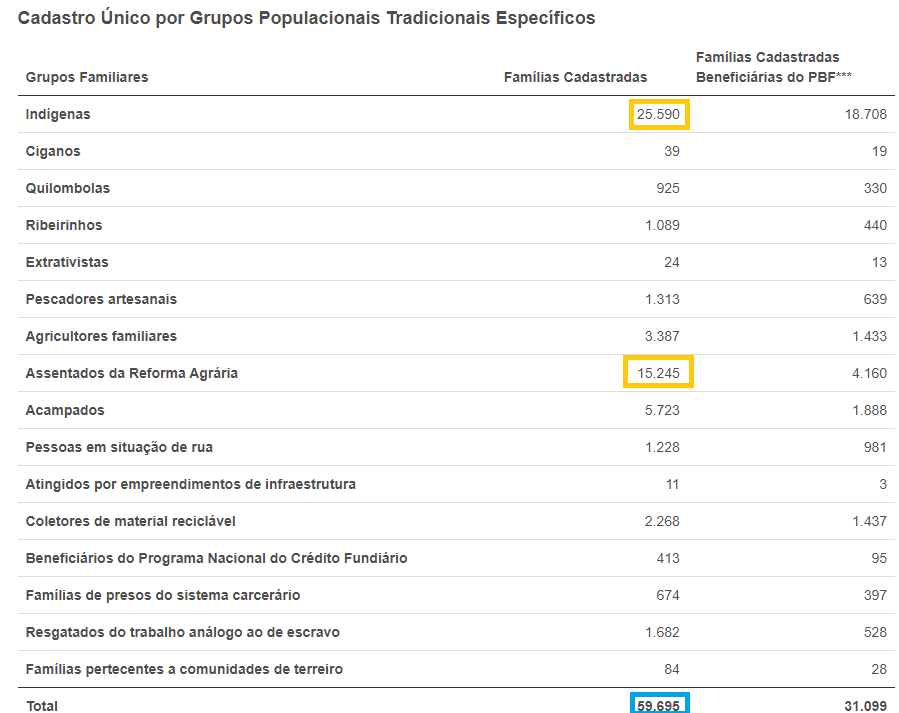 Cadastro Único por Grupos Populacionais Tradicionais Específicos
Grupos Familiares Famílias Cadastradas Famílias Cadastradas Beneficiárias do PBF***
Indígenas 25.590 18.708
Ciganos 39 19
Quilombolas 925 330
Ribeirinhos 1.089 440
Extrativistas 24 13
Pescadores artesanais 1.313 639
Agricultores familiares 3.387 1.433
Assentados da Reforma Agrária 15.245 4.160
Acampados 5.723 1.888
Pessoas em situação de rua 1.228 981
Atingidos por empreendimentos de infraestrutura 11 3
Coletores de material reciclável 2.268 1.437
Beneficiários do Programa Nacional do Crédito Fundiário 413 95
Famílias de presos do sistema carcerário 674 397
Resgatados do trabalho análogo ao de escravo 1.682 528
Famílias pertencentes a comunidades de terreiro 84 28
Total 59.695 31.099